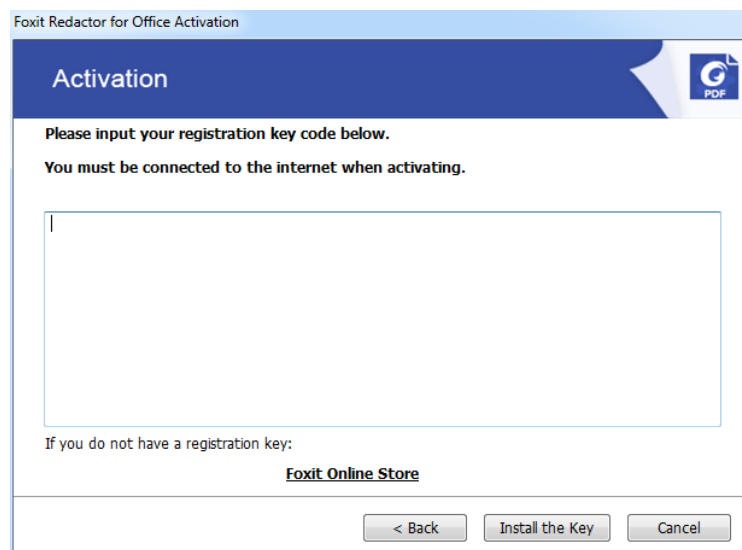 Foxit Redactor for Office Activation
Activation
PDF
Please input your registration key code below.
You must be connected to the internet when activating.
If you do not have a registration key:
Foxit Online Store
< Back Install the Key Cancel